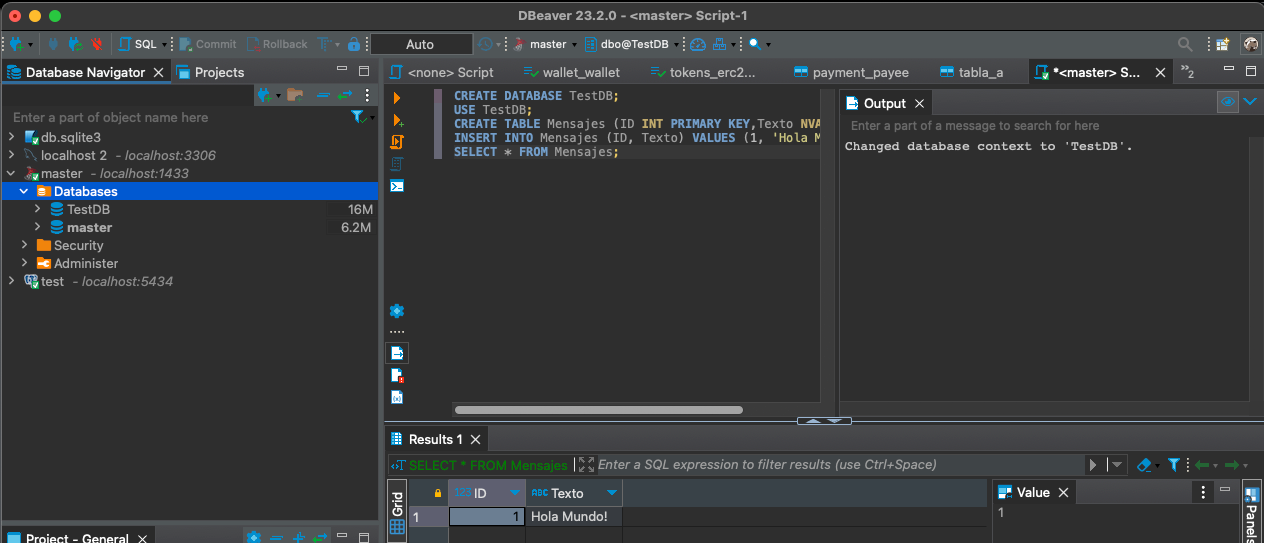 DBeaver 23.2.0 - <master> Script-1
SQL Commit Rollback Auto master dbo@TestDB
Database Navigator Projects
<none> Script wallet_wallet tokens_erc2... payment_payee tabla_a *<master> S... »2
Enter a part of object name here
db.sqlite3
localhost 2 - localhost:3306
master - localhost:1433
Databases
TestDB 16M
master 6.2M
Security
Administer
test - localhost:5434
CREATE DATABASE TestDB;
USE TestDB;
CREATE TABLE Mensajes (ID INT PRIMARY KEY,Texto NVA
INSERT INTO Mensajes (ID, Texto) VALUES (1, 'Hola M
SELECT * FROM Mensajes;
Output
Enter a part of a message to search for here
Changed database context to 'TestDB'.
Results 1
SELECT * FROM Mensajes Enter a SQL expression to filter results (use Ctrl+Space)
Grid
123 ID ABC Texto
1 1 Hola Mundo!
Value
1
Panels
Project - General